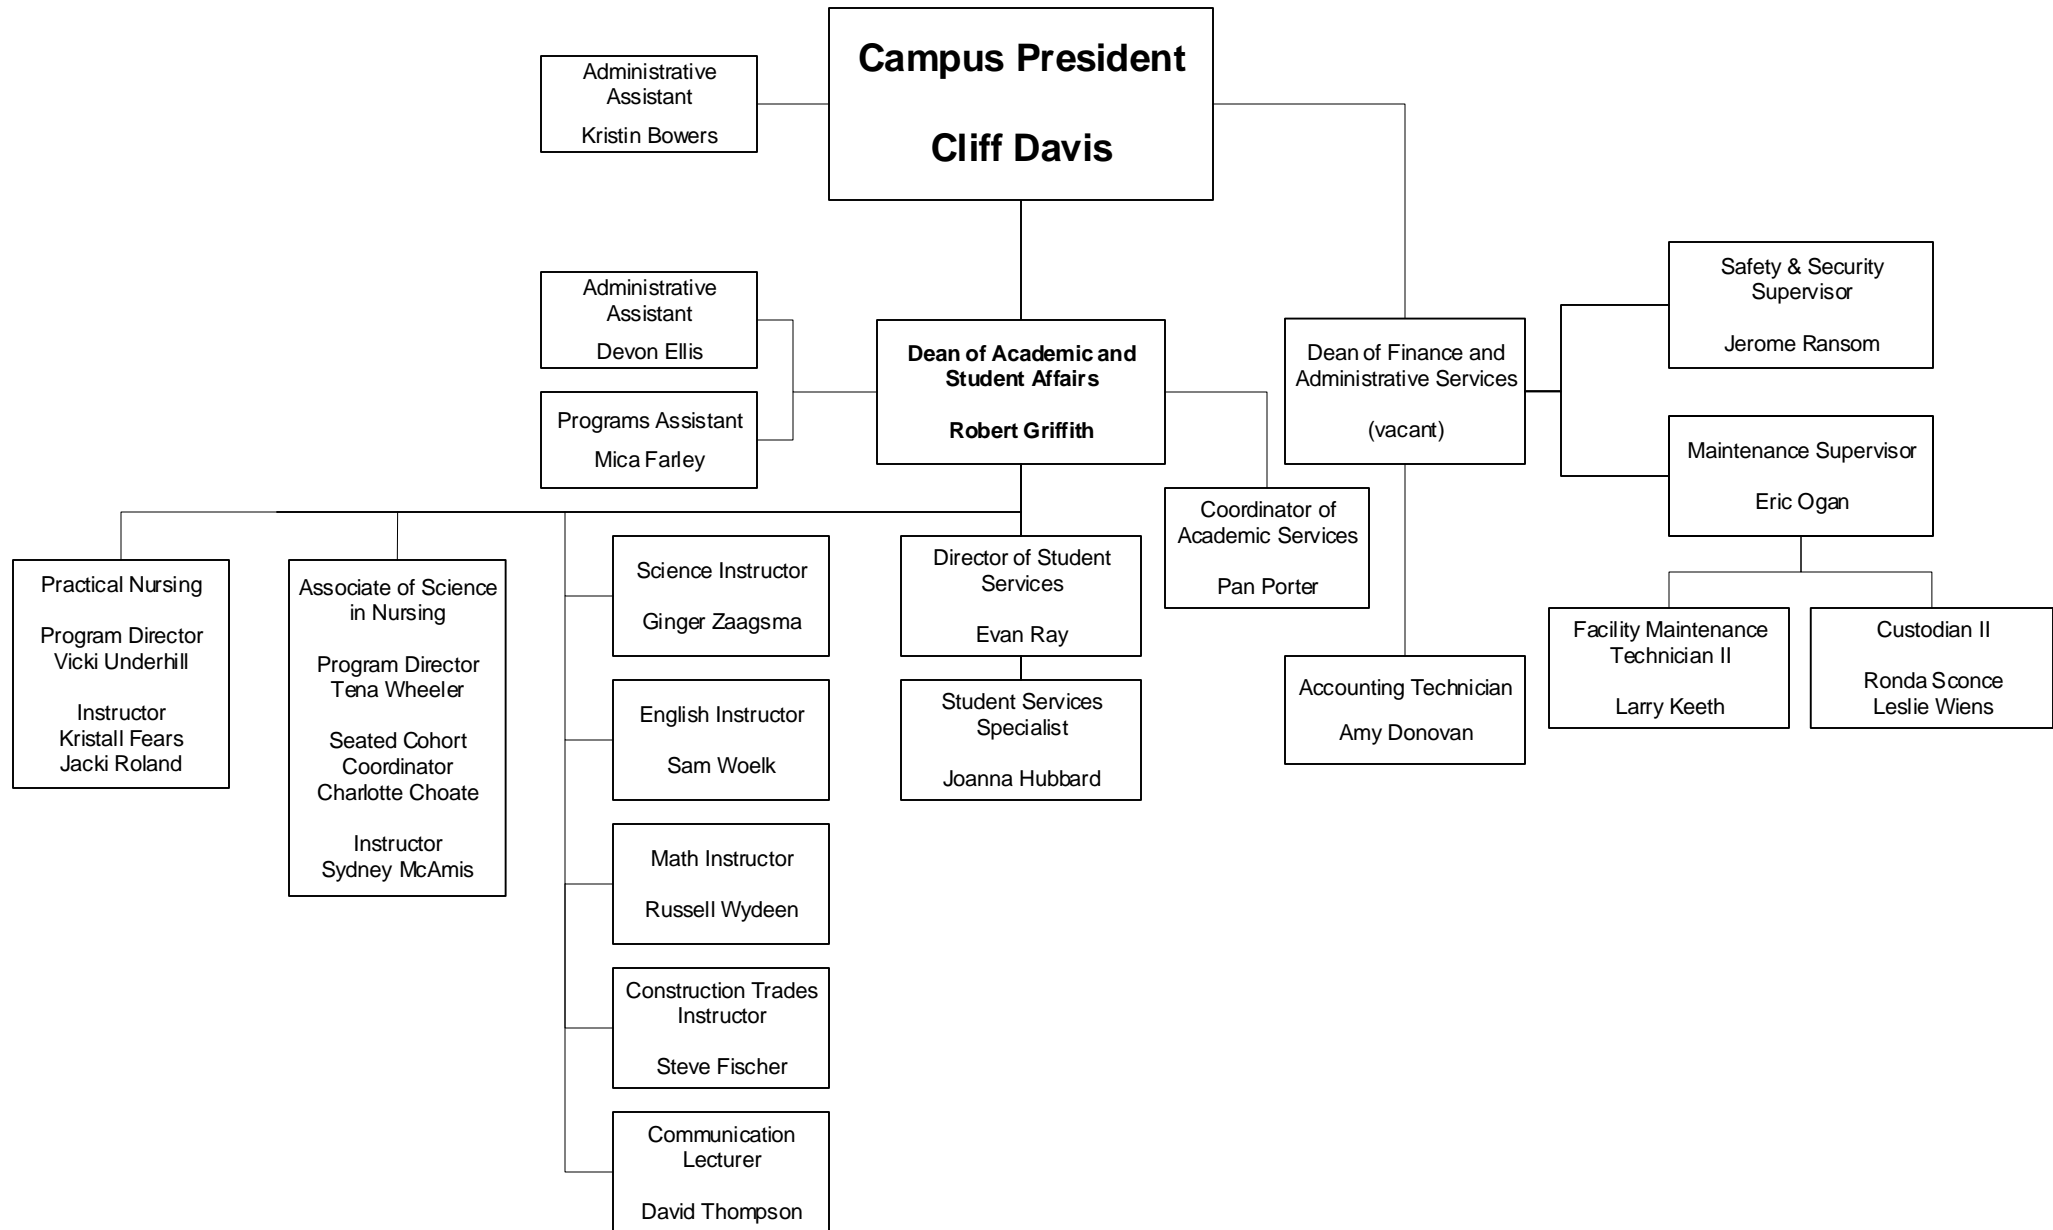 Campus President
Cliff Davis
Administrative
Assistant
Kristin Bowers
Administrative
Assistant
Devon Ellis
Programs Assistant
Mica Farley
Dean of Academic and
Student Affairs
Robert Griffith
Dean of Finance and
Administrative Services
(vacant)
Safety & Security
Supervisor
Jerome Ransom
Maintenance Supervisor
Eric Ogan
Coordinator of
Academic Services
Pan Porter
Practical Nursing
Program Director
Vicki Underhill
Instructor
Kristall Fears
Jacki Roland
Associate of Science
in Nursing
Program Director
Tena Wheeler
Seated Cohort
Coordinator
Charlotte Choate
Instructor
Sydney McAmis
Science Instructor
Ginger Zaagsma
English Instructor
Sam Woelk
Math Instructor
Russell Wydeen
Construction Trades
Instructor
Steve Fischer
Communication
Lecturer
David Thompson
Director of Student
Services
Evan Ray
Student Services
Specialist
Joanna Hubbard
Accounting Technician
Amy Donovan
Facility Maintenance
Technician II
Larry Keeth
Custodian II
Ronda Sconce
Leslie Wiens